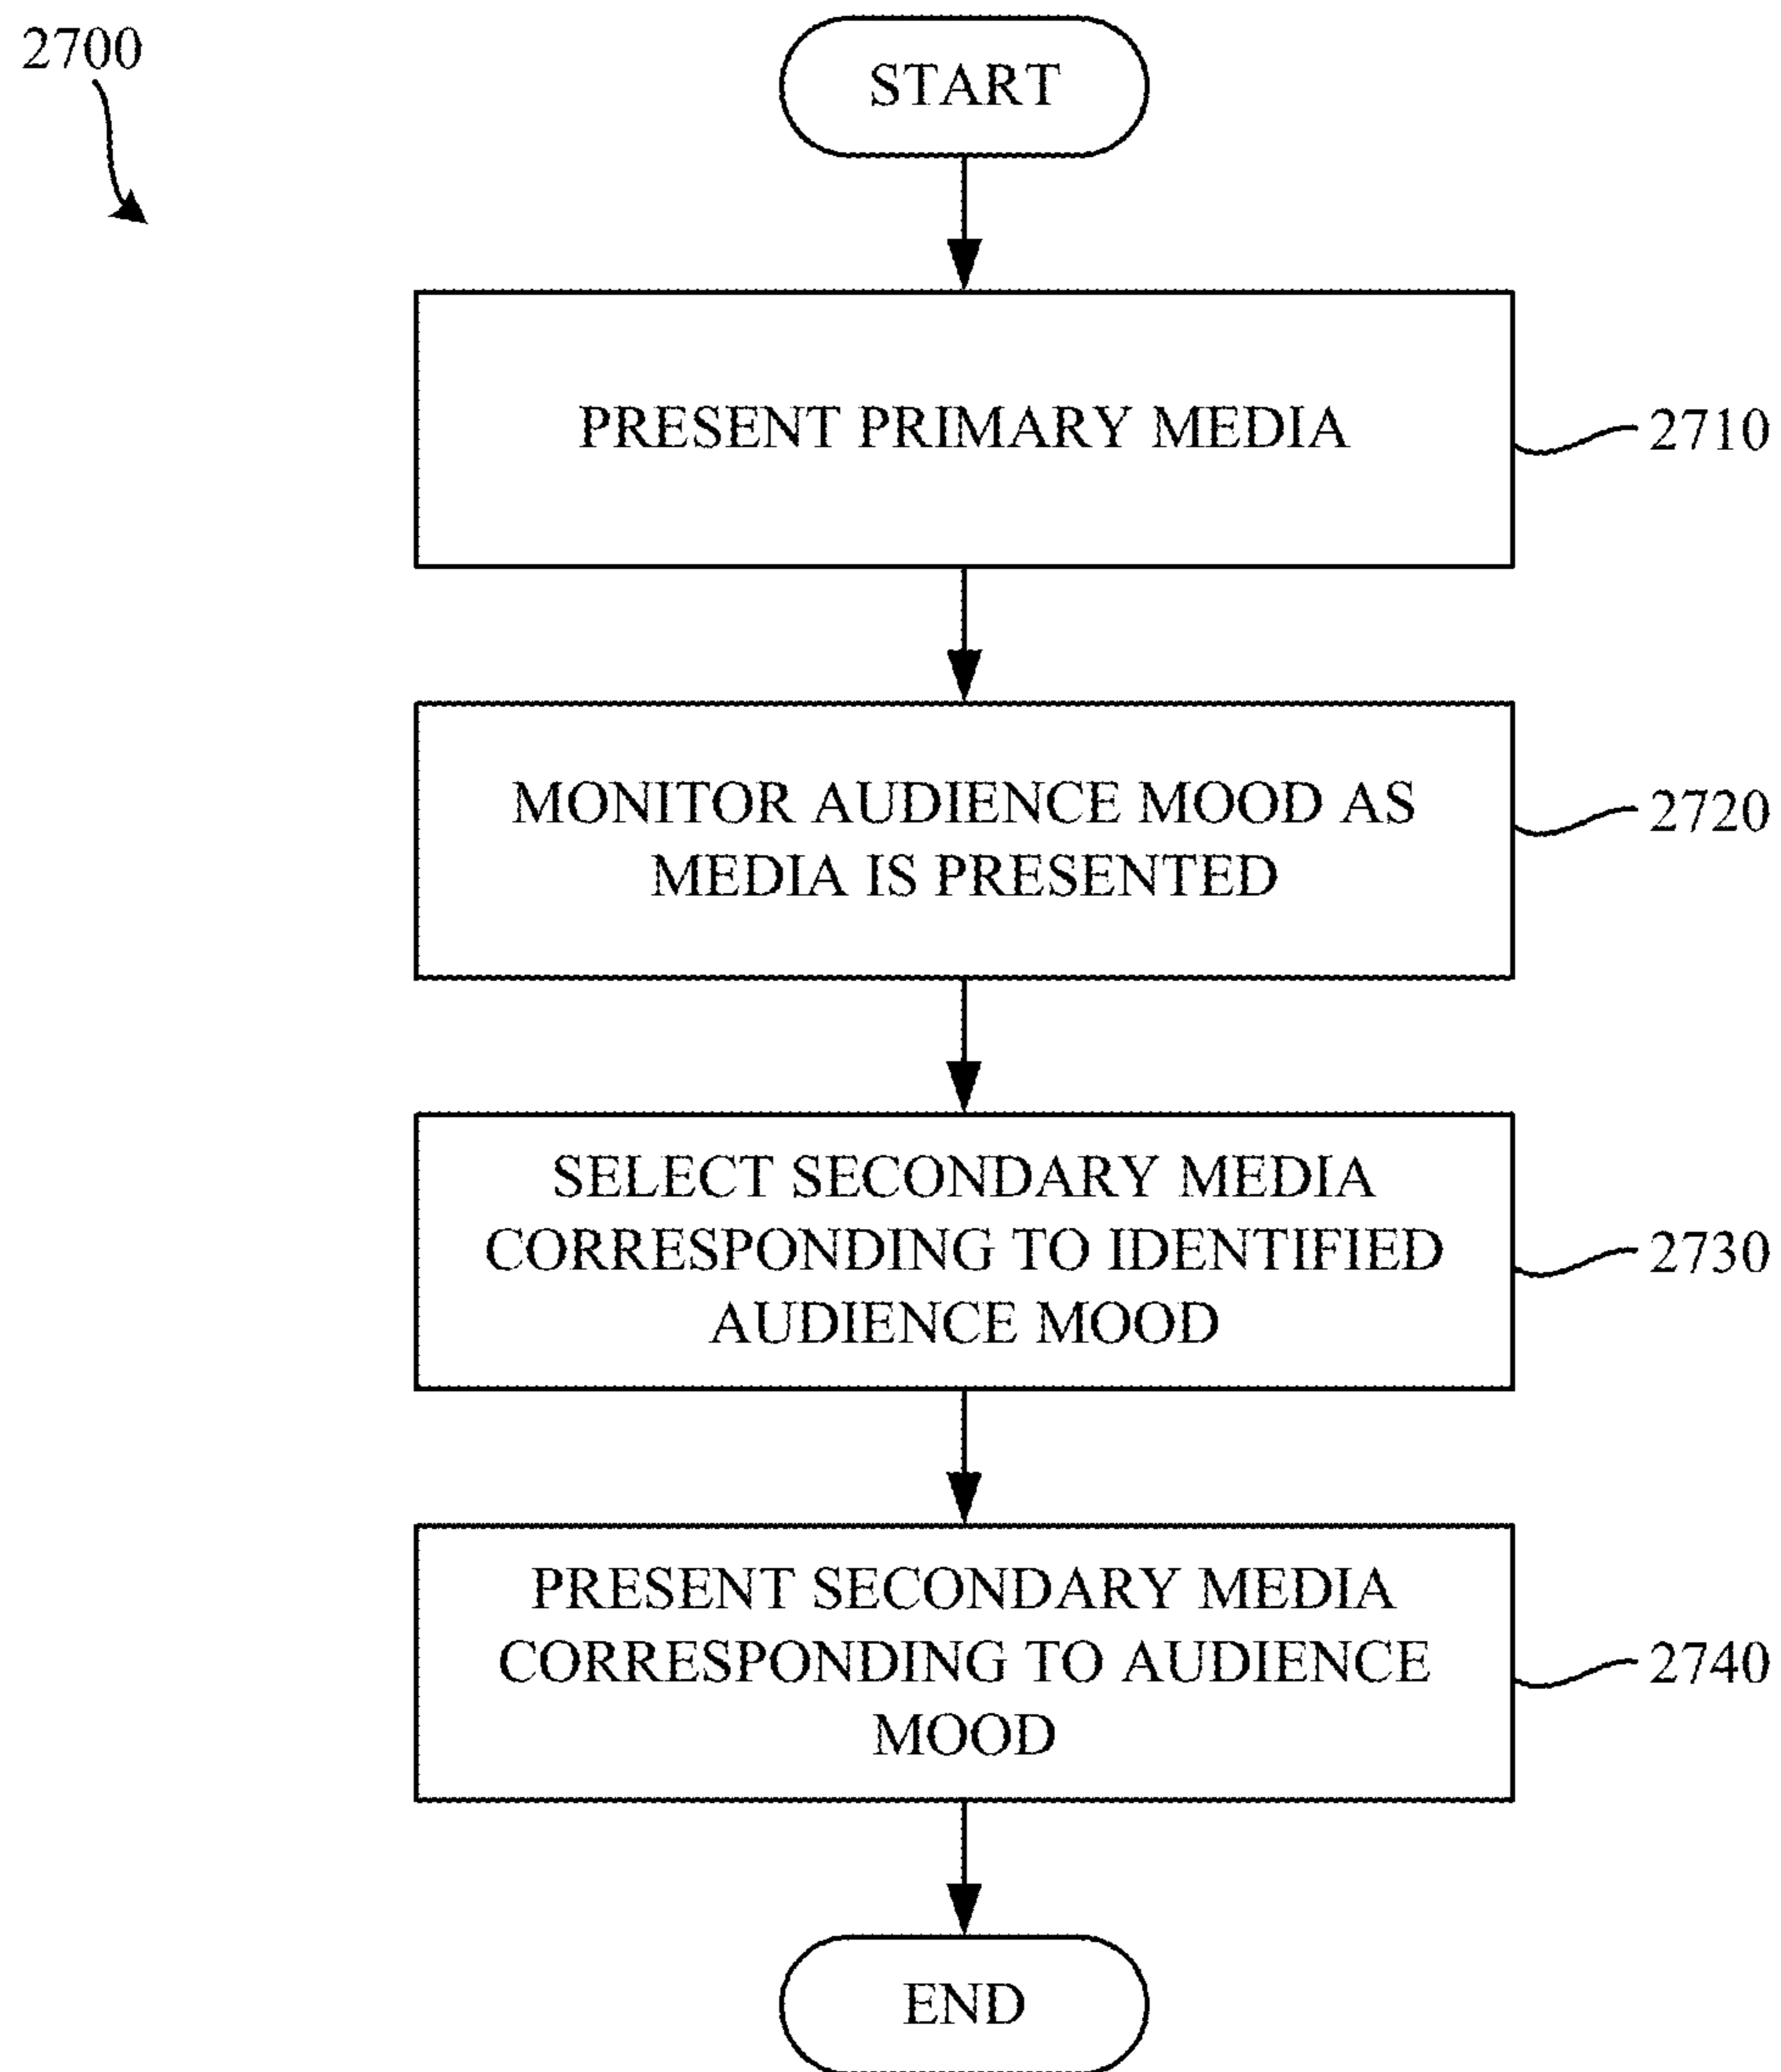 2700
START
PRESENT PRIMARY MEDIA
2710
MONITOR AUDIENCE MOOD AS
MEDIA IS PRESENTED
2720
SELECT SECONDARY MEDIA
CORRESPONDING TO IDENTIFIED
AUDIENCE MOOD
2730
PRESENT SECONDARY MEDIA
CORRESPONDING TO AUDIENCE
MOOD
2740
END